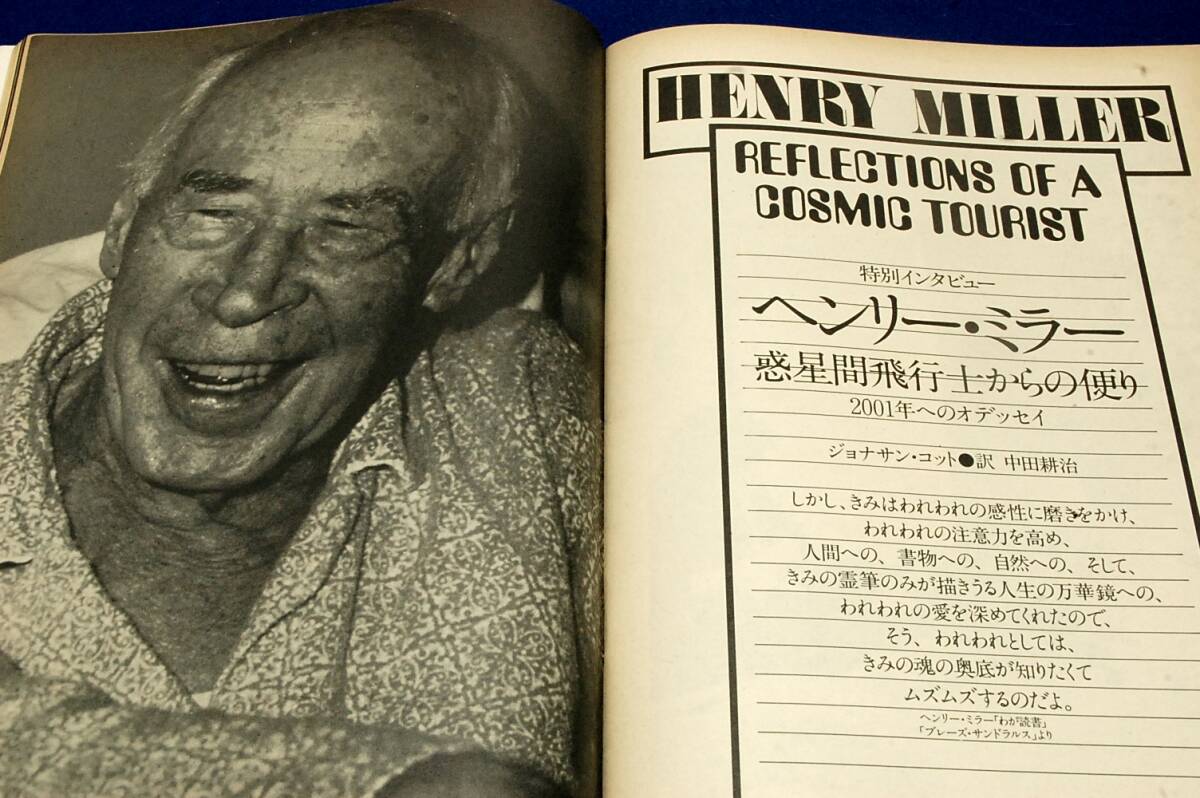 HENRY MILLER
REFLECTIONS OF A
COSMIC TOURIST
特別インタビュー
ヘンリー・ミラー
惑星間飛行士からの便り
2001年へのオデッセイ
ジョナサン・コット●訳 中田耕治
しかし、きみはわれわれの感性に磨きをかけ、
われわれの注意力を高め、
人間への、書物への、自然への、そして、
きみの霊筆のみが描きうる人生の万華鏡への、
われわれの愛を深めてくれたので、
そう、われわれとしては、
きみの魂の奥底が知りたくて
ムズムズするのだよ。
ヘンリー・ミラー「わが読書」
「ブレーズ・サンドラルス」より